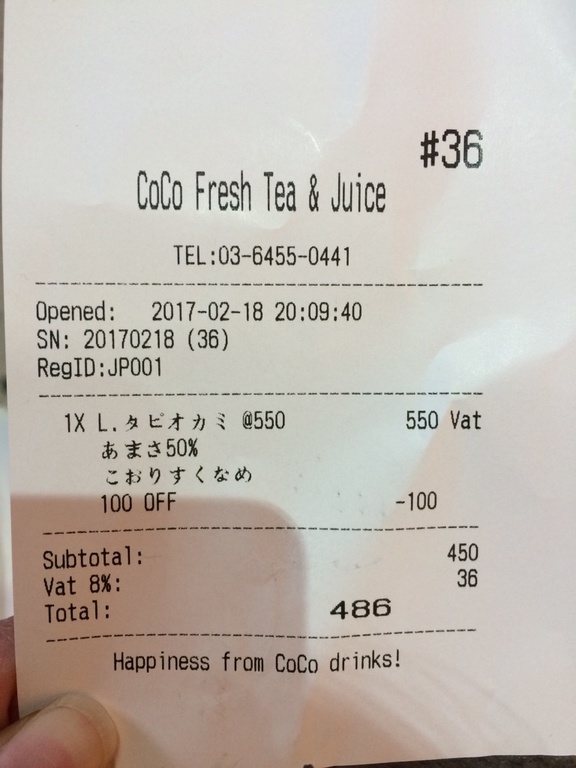 #36
CoCo Fresh Tea & Juice
TEL:03-6455-0441
Opened: 2017-02-18 20:09:40
SN: 20170218 (36)
RegID:JP001
1X L.タピオカミ @550 550 Vat
あまさ50%
こおりすくなめ
100 OFF -100
Subtotal: 450
Vat 8%: 36
Total: 486
Happiness from CoCo drinks!